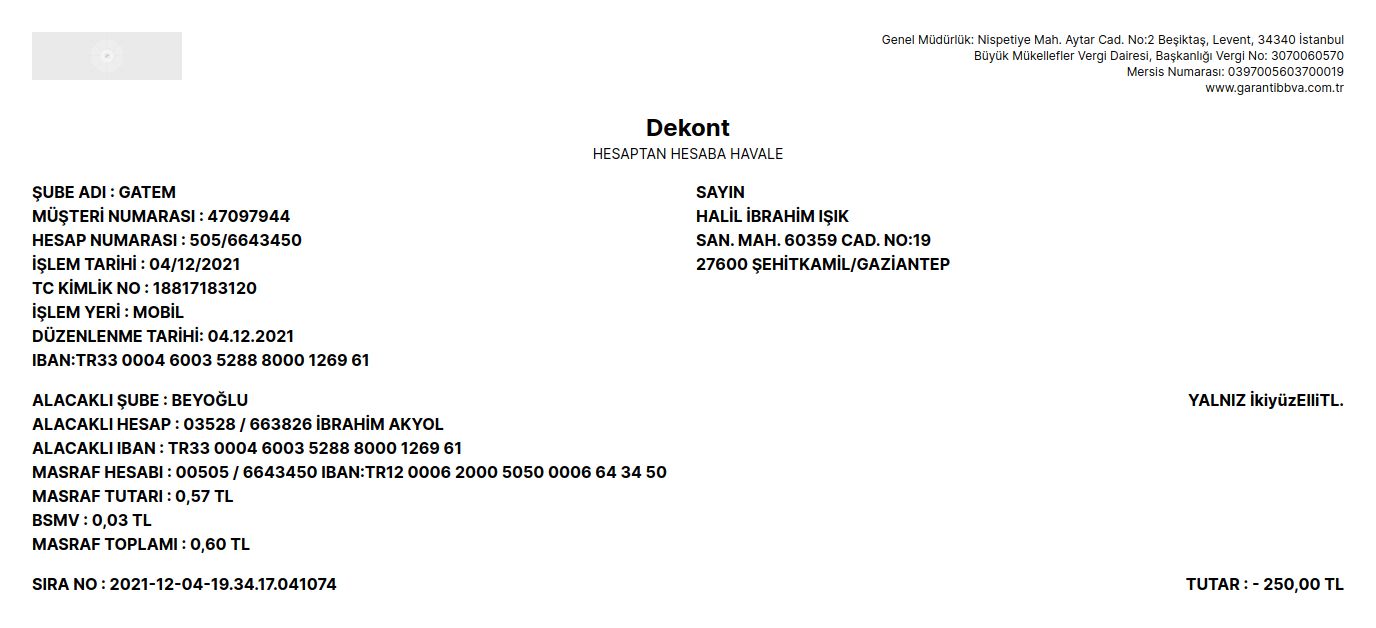 Genel Müdürlük: Nispetiye Mah. Aytar Cad. No:2 Beşiktaş, Levent, 34340 İstanbul
Büyük Mükellefler Vergi Dairesi, Başkanlığı Vergi No: 3070060570
Mersis Numarası: 0397005603700019
www.garantibbva.com.tr
Dekont
HESAPTAN HESABA HAVALE
ŞUBE ADI : GATEM
MÜŞTERİ NUMARASI : 47097944
HESAP NUMARASI : 505/6643450
İŞLEM TARİHİ : 04/12/2021
TC KİMLİK NO : 18817183120
İŞLEM YERİ : MOBİL
DÜZENLENME TARİHİ: 04.12.2021
IBAN:TR33 0004 6003 5288 8000 1269 61
SAYIN
HALİL İBRAHİM IŞIK
SAN. MAH. 60359 CAD. NO:19
27600 ŞEHİTKAMİL/GAZİANTEP
ALACAKLI ŞUBE : BEYOĞLU
ALACAKLI HESAP : 03528 / 663826 İBRAHİM AKYOL
ALACAKLI IBAN : TR33 0004 6003 5288 8000 1269 61
MASRAF HESABI : 00505 / 6643450 IBAN:TR12 0006 2000 5050 0006 64 34 50
MASRAF TUTARI : 0,57 TL
BSMV : 0,03 TL
MASRAF TOPLAMI : 0,60 TL
YALNIZ İkiyüzElliTL.
SIRA NO : 2021-12-04-19.34.17.041074
TUTAR : - 250,00 TL